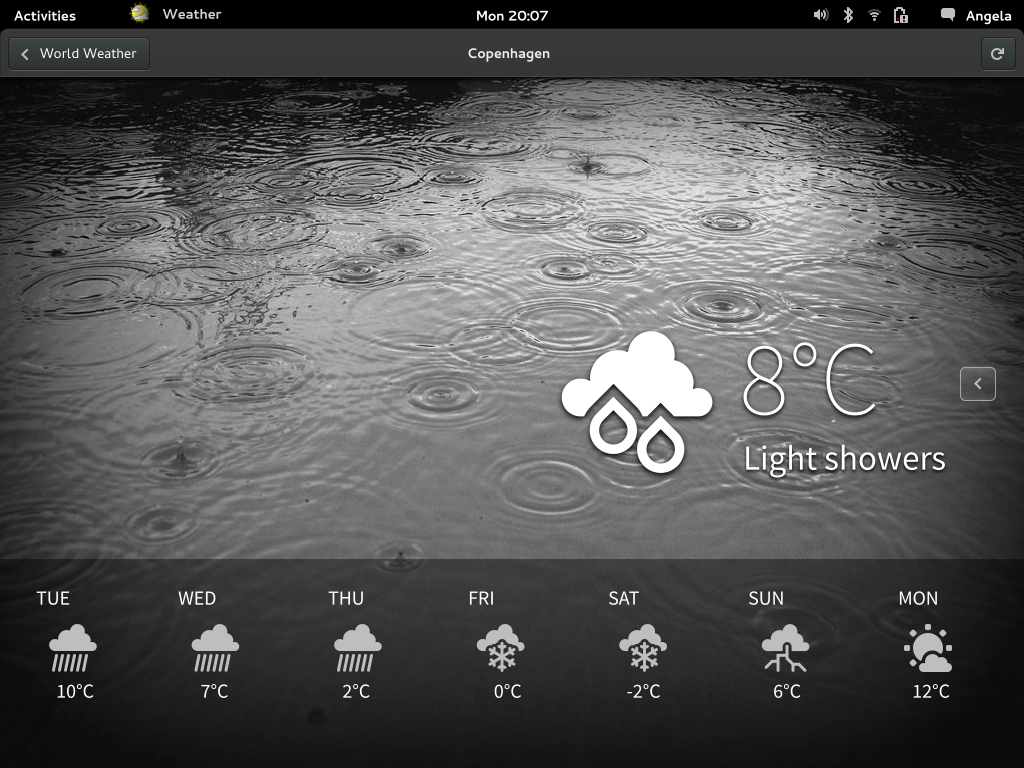 Activities Weather Mon 20:07 Angela
World Weather Copenhagen
8°C
Light showers
TUE WED THU FRI SAT SUN MON
10°C 7°C 2°C 0°C -2°C 6°C 12°C